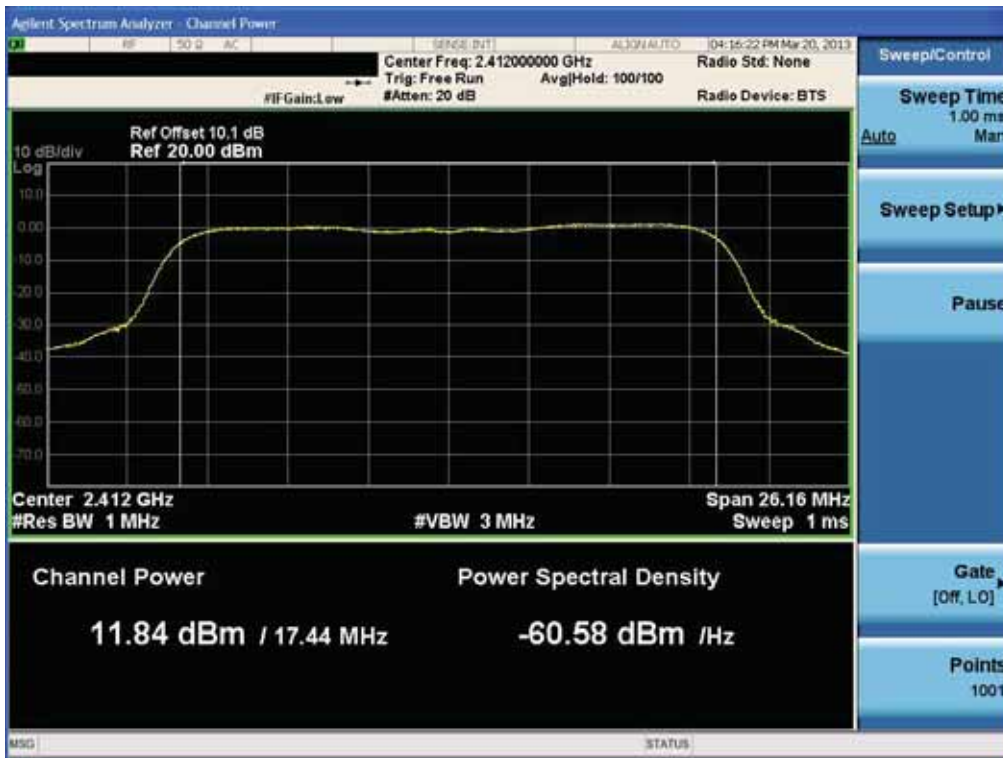 Agilent Spectrum Analyzer - Channel Power
RF 50 Ω AC SENSE:INT ALIGN AUTO 04:16:22 PM Mar 20, 2013
Center Freq: 2.412000000 GHz Radio Std: None
Trig: Free Run Avg|Hold: 100/100
#IFGain:Low #Atten: 20 dB Radio Device: BTS
Ref Offset 10.1 dB
10 dB/div Ref 20.00 dBm
Log
10.0
0.00
-10.0
-20.0
-30.0
-40.0
-50.0
-60.0
-70.0
Center 2.412 GHz Span 26.16 MHz
#Res BW 1 MHz #VBW 3 MHz Sweep 1 ms
Channel Power Power Spectral Density
11.84 dBm / 17.44 MHz -60.58 dBm /Hz
MSG STATUS
Sweep/Control
Sweep Time
1.00 ms
Auto Man
Sweep Setup
Pause
Gate
[Off, LO]
Points
1001